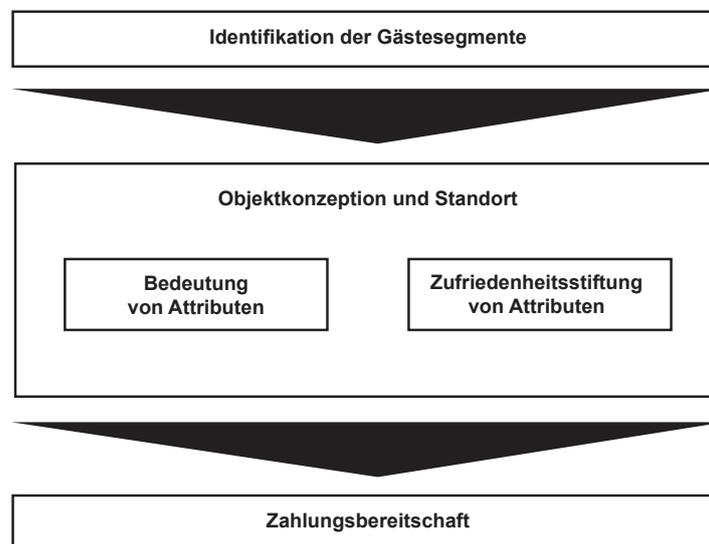 Identifikation der Gästesegmente
Objektkonzeption und Standort
Bedeutung
von Attributen
Zufriedenheitsstiftung
von Attributen
Zahlungsbereitschaft